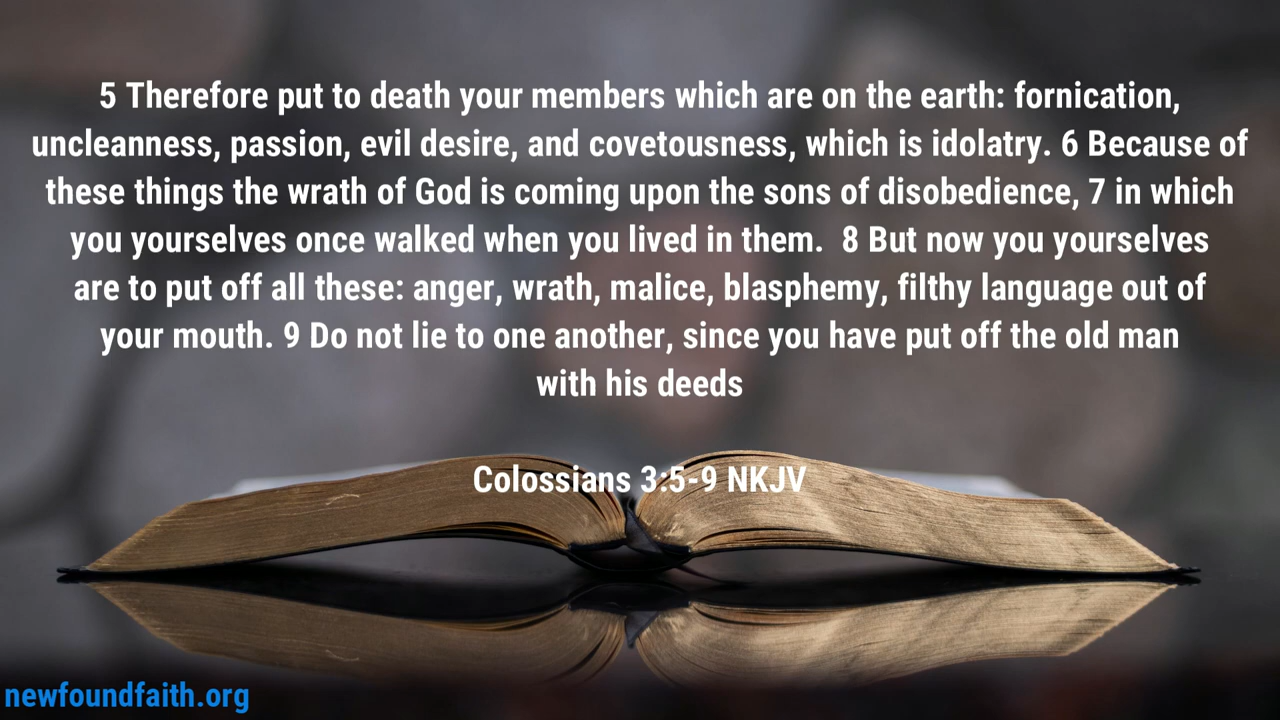 5 Therefore put to death your members which are on the earth: fornication,
uncleanness, passion, evil desire, and covetousness, which is idolatry. 6 Because of
these things the wrath of God is coming upon the sons of disobedience, 7 in which
you yourselves once walked when you lived in them.  8 But now you yourselves
are to put off all these: anger, wrath, malice, blasphemy, filthy language out of
your mouth. 9 Do not lie to one another, since you have put off the old man
with his deeds
Colossians 3:5-9 NKJV
newfoundfaith.org